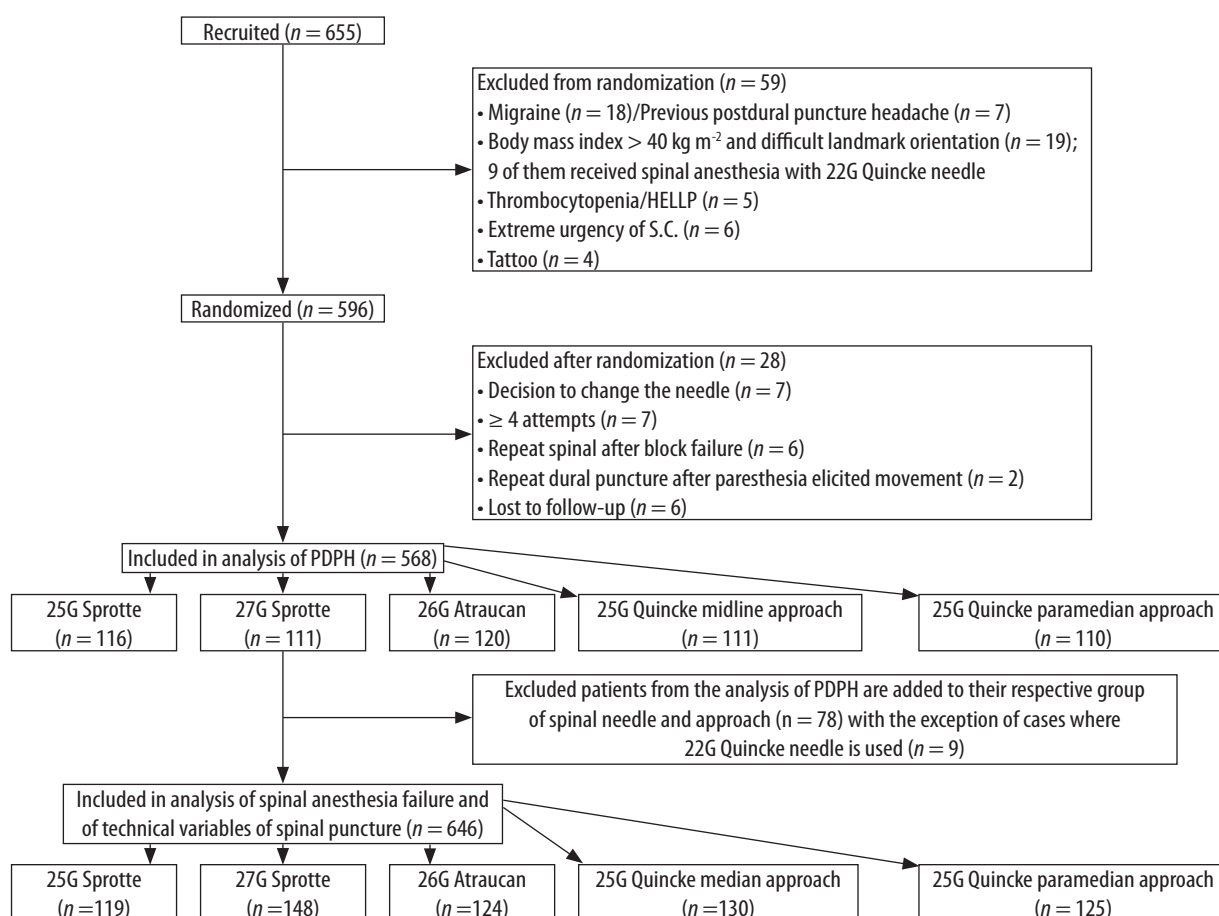 Recruited (n = 655)
Excluded from randomization (n = 59)
• Migraine (n = 18)/Previous postdural puncture headache (n = 7)
• Body mass index > 40 kg m⁻² and difficult landmark orientation (n = 19);
9 of them received spinal anesthesia with 22G Quincke needle
• Thrombocytopenia/HELLP (n = 5)
• Extreme urgency of S.C. (n = 6)
• Tattoo (n = 4)
Randomized (n = 596)
Excluded after randomization (n = 28)
• Decision to change the needle (n = 7)
• ≥ 4 attempts (n = 7)
• Repeat spinal after block failure (n = 6)
• Repeat dural puncture after paresthesia elicited movement (n = 2)
• Lost to follow-up (n = 6)
Included in analysis of PDPH (n = 568)
25G Sprotte
(n = 116)
27G Sprotte
(n = 111)
26G Atraucan
(n = 120)
25G Quincke midline approach
(n = 111)
25G Quincke paramedian approach
(n = 110)
Excluded patients from the analysis of PDPH are added to their respective group
of spinal needle and approach (n = 78) with the exception of cases where
22G Quincke needle is used (n = 9)
Included in analysis of spinal anesthesia failure and
of technical variables of spinal puncture (n = 646)
25G Sprotte
(n =119)
27G Sprotte
(n =148)
26G Atraucan
(n =124)
25G Quincke median approach
(n =130)
25G Quincke paramedian approach
(n = 125)